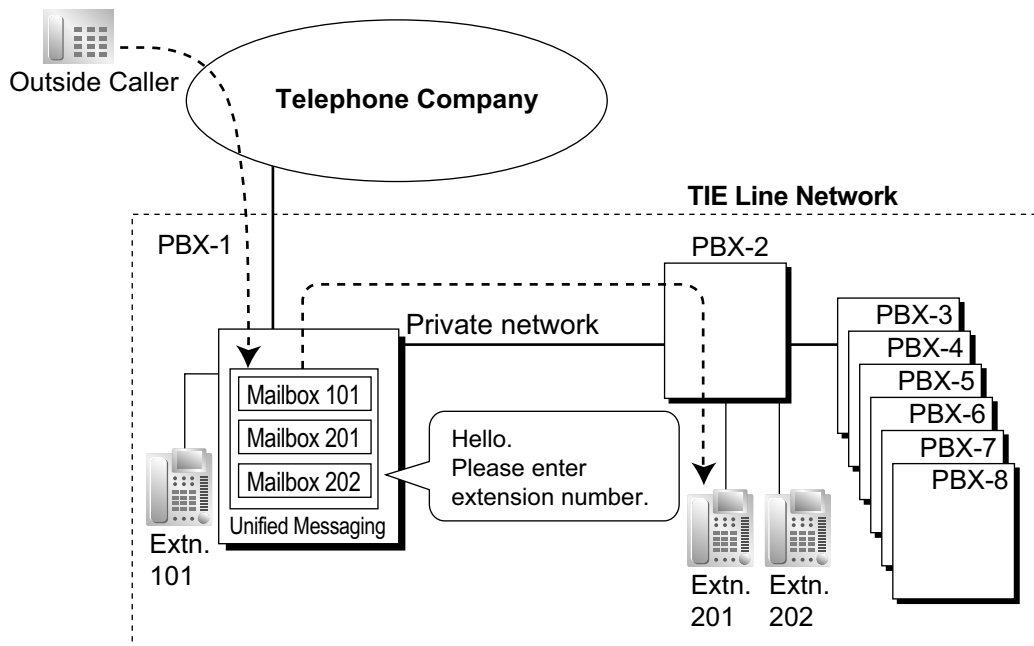 Outside Caller
Telephone Company
TIE Line Network
PBX-1
PBX-2
Private network
PBX-3
PBX-4
PBX-5
PBX-6
PBX-7
PBX-8
Mailbox 101
Mailbox 201
Mailbox 202
Unified Messaging
Hello.
Please enter
extension number.
Extn.
101
Extn.
201
Extn.
202